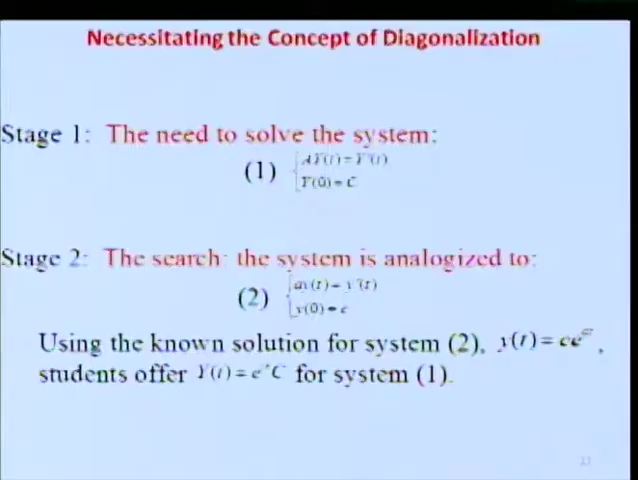 Necessitating the Concept of Diagonalization
Stage 1: The need to solve the system:
(1) AY(t) = Y'(t)
Y(0) = C
Stage 2: The search: the system is analogized to:
(2) ay(t) = y'(t)
y(0) = c
Using the known solution for system (2), y(t) = ce ,
students offer Y(t) = e C for system (1).